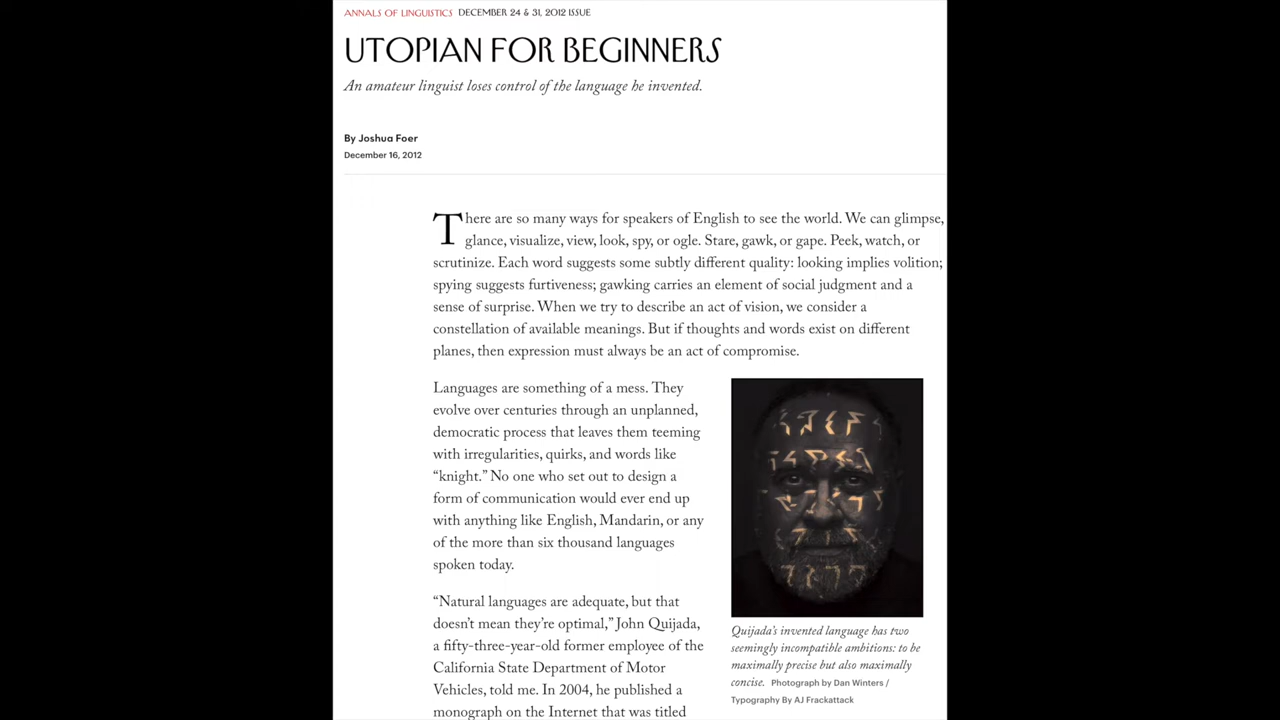 ANNALS OF LINGUISTICS DECEMBER 24 & 31, 2012 ISSUE
UTOPIAN FOR BEGINNERS
An amateur linguist loses control of the language he invented.
By Joshua Foer
December 16, 2012
There are so many ways for speakers of English to see the world. We can glimpse,
glance, visualize, view, look, spy, or ogle. Stare, gawk, or gape. Peek, watch, or
scrutinize. Each word suggests some subtly different quality: looking implies volition;
spying suggests furtiveness; gawking carries an element of social judgment and a
sense of surprise. When we try to describe an act of vision, we consider a
constellation of available meanings. But if thoughts and words exist on different
planes, then expression must always be an act of compromise.
Languages are something of a mess. They
evolve over centuries through an unplanned,
democratic process that leaves them teeming
with irregularities, quirks, and words like
“knight.” No one who set out to design a
form of communication would ever end up
with anything like English, Mandarin, or any
of the more than six thousand languages
spoken today.
“Natural languages are adequate, but that
doesn’t mean they’re optimal,” John Quijada,
a fifty-three-year-old former employee of the
California State Department of Motor
Vehicles, told me. In 2004, he published a
monograph on the Internet that was titled
Quijada’s invented language has two
seemingly incompatible ambitions: to be
maximally precise but also maximally
concise. Photograph by Dan Winters /
Typography By AJ Frackattack